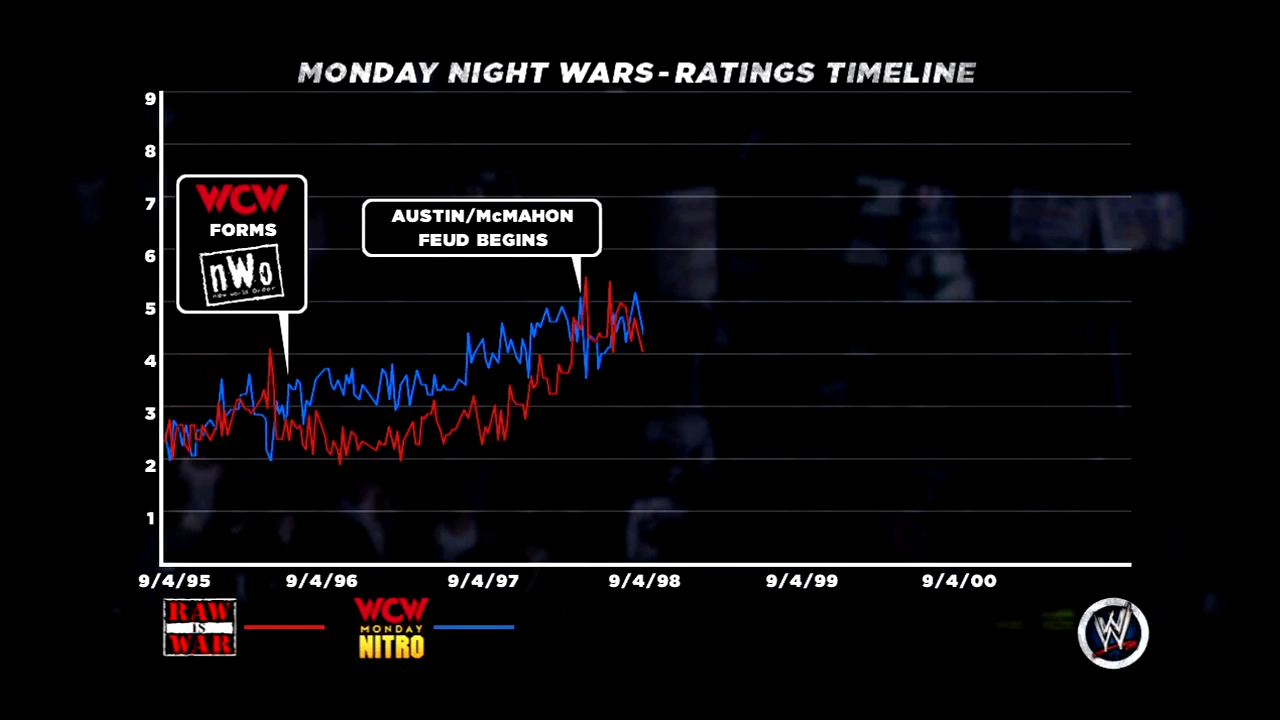 MONDAY NIGHT WARS-RATINGS TIMELINE
9
8
7
6
5
4
3
2
1
WCW
FORMS
nWo
new world Order
AUSTIN/McMAHON
FEUD BEGINS
9/4/95 9/4/96 9/4/97 9/4/98 9/4/99 9/4/00
RAW
IS
WAR
WCW
MONDAY
NITRO
W